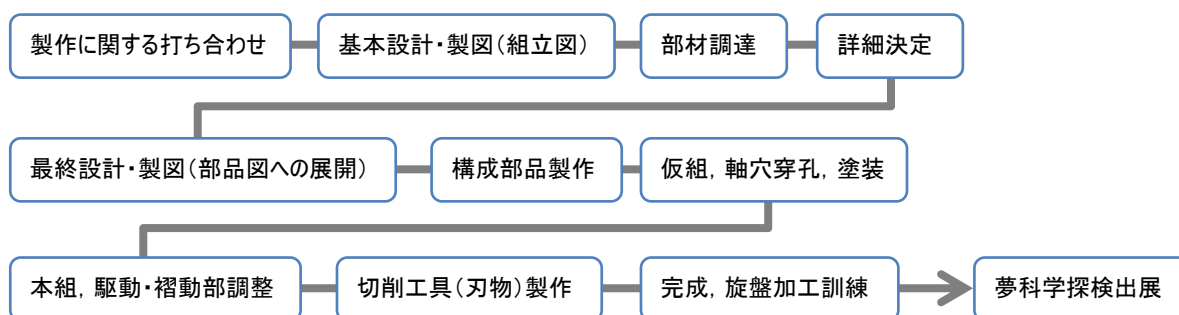 製作に関する打ち合わせ
基本設計・製図(組立図)
部材調達
詳細決定
最終設計・製図(部品図への展開)
構成部品製作
仮組, 軸穴穿孔, 塗装
本組, 駆動・褶動部調整
切削工具(刃物)製作
完成, 旋盤加工訓練
夢科学探検出展